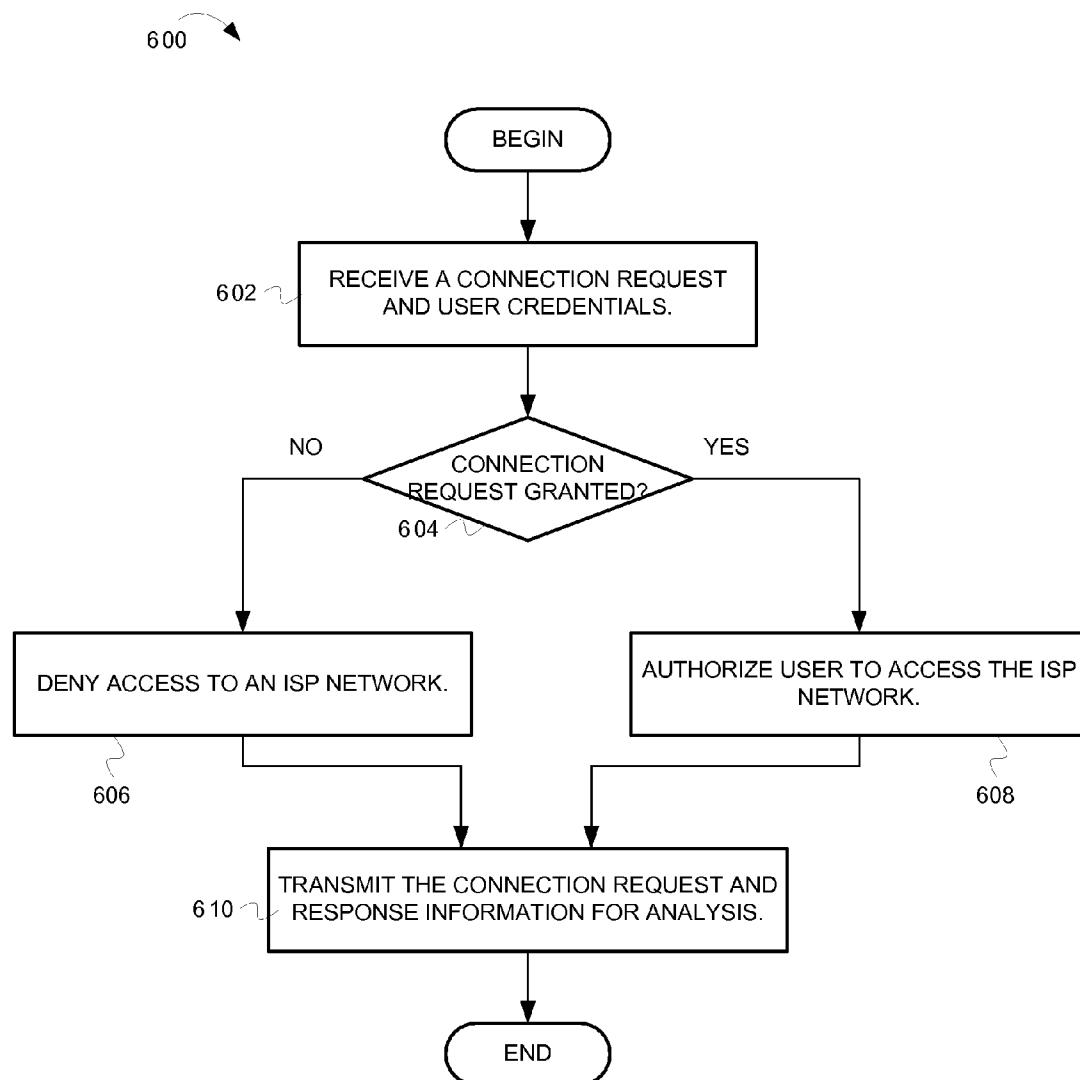 600
BEGIN
602
RECEIVE A CONNECTION REQUEST
AND USER CREDENTIALS.
NO
YES
CONNECTION
REQUEST GRANTED?
604
DENY ACCESS TO AN ISP NETWORK.
AUTHORIZE USER TO ACCESS THE ISP
NETWORK.
606
608
TRANSMIT THE CONNECTION REQUEST AND
RESPONSE INFORMATION FOR ANALYSIS.
610
END